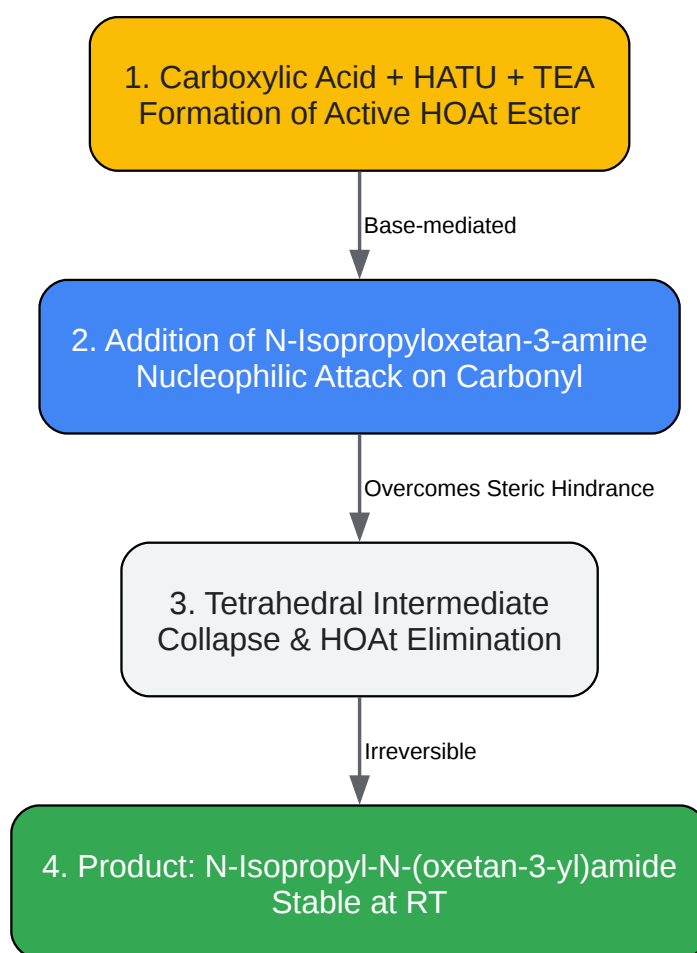 1. Carboxylic Acid + HATU + TEA
Formation of Active HOAt Ester
Base-mediated
2. Addition of N-Isopropyloxetan-3-amine
Nucleophilic Attack on Carbonyl
Overcomes Steric Hindrance
3. Tetrahedral Intermediate
Collapse & HOAt Elimination
Irreversible
4. Product: N-Isopropyl-N-(oxetan-3-yl)amide
Stable at RT